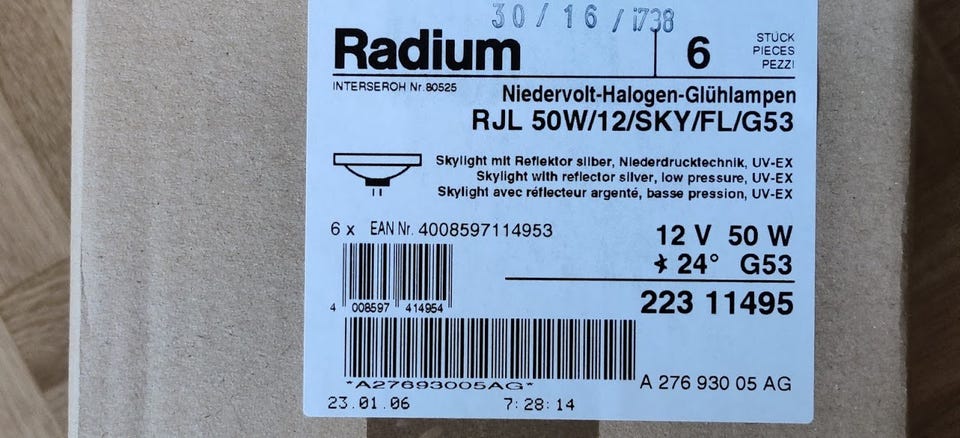 30/16/1738
Radium
6
STÜCK
PIECES
PEZZI
INTERSEROH Nr. 80525
Niedervolt-Halogen-Glühlampen
RJL 50W/12/SKY/FL/G53
Skylight mit Reflektor silber, Niederdrucktechnik, UV-EX
Skylight with reflector silver, low pressure, UV-EX
Skylight avec réflecteur argenté, basse pression, UV-EX
6 x EAN Nr. 4008597114953
12 V 50 W
∢ 24° G53
223 11495
4 008597 414954
*A27693005AG*
A 276 930 05 AG
23.01.06 7:28:14